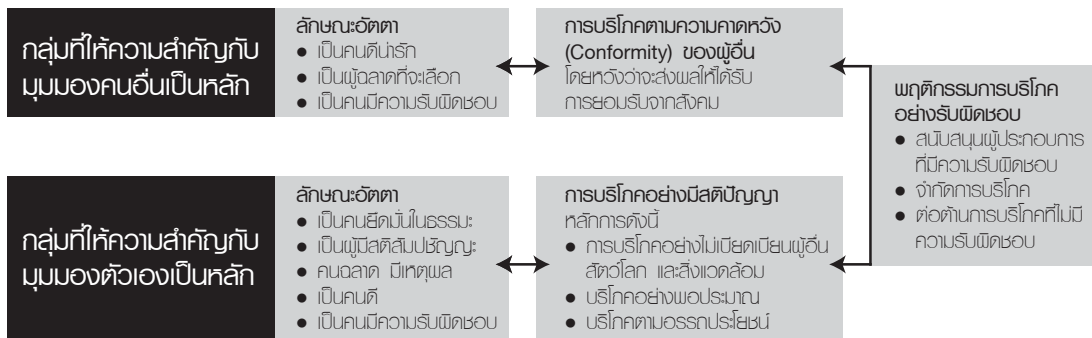 กลุ่มที่ให้ความสำคัญกับ
มุมมองคนอื่นเป็นหลัก
ลักษณะอัตตา
● เป็นคนดีน่ารัก
● เป็นผู้ฉลาดที่จะเลือก
● เป็นคนมีความรับผิดชอบ
การบริโภคตามความคาดหวัง
(Conformity) ของผู้อื่น
โดยหวังว่าจะส่งผลให้ได้รับ
การยอมรับจากสังคม
กลุ่มที่ให้ความสำคัญกับ
มุมมองตัวเองเป็นหลัก
ลักษณะอัตตา
● เป็นคนยึดมั่นในธรรมะ
● เป็นผู้มีสติสัมปชัญญะ
● คนฉลาด มีเหตุผล
● เป็นคนดี
● เป็นคนมีความรับผิดชอบ
การบริโภคอย่างมีสติปัญญา
หลักการดังนี้
● การบริโภคอย่างไม่เบียดเบียนผู้อื่น
สัตว์โลก และสิ่งแวดล้อม
● บริโภคอย่างพอประมาณ
● บริโภคตามอรรถประโยชน์
พฤติกรรมการบริโภค
อย่างรับผิดชอบ
● สนับสนุนผู้ประกอบการ
ที่มีความรับผิดชอบ
● จำกัดการบริโภค
● ต่อต้านการบริโภคที่ไม่มี
ความรับผิดชอบ